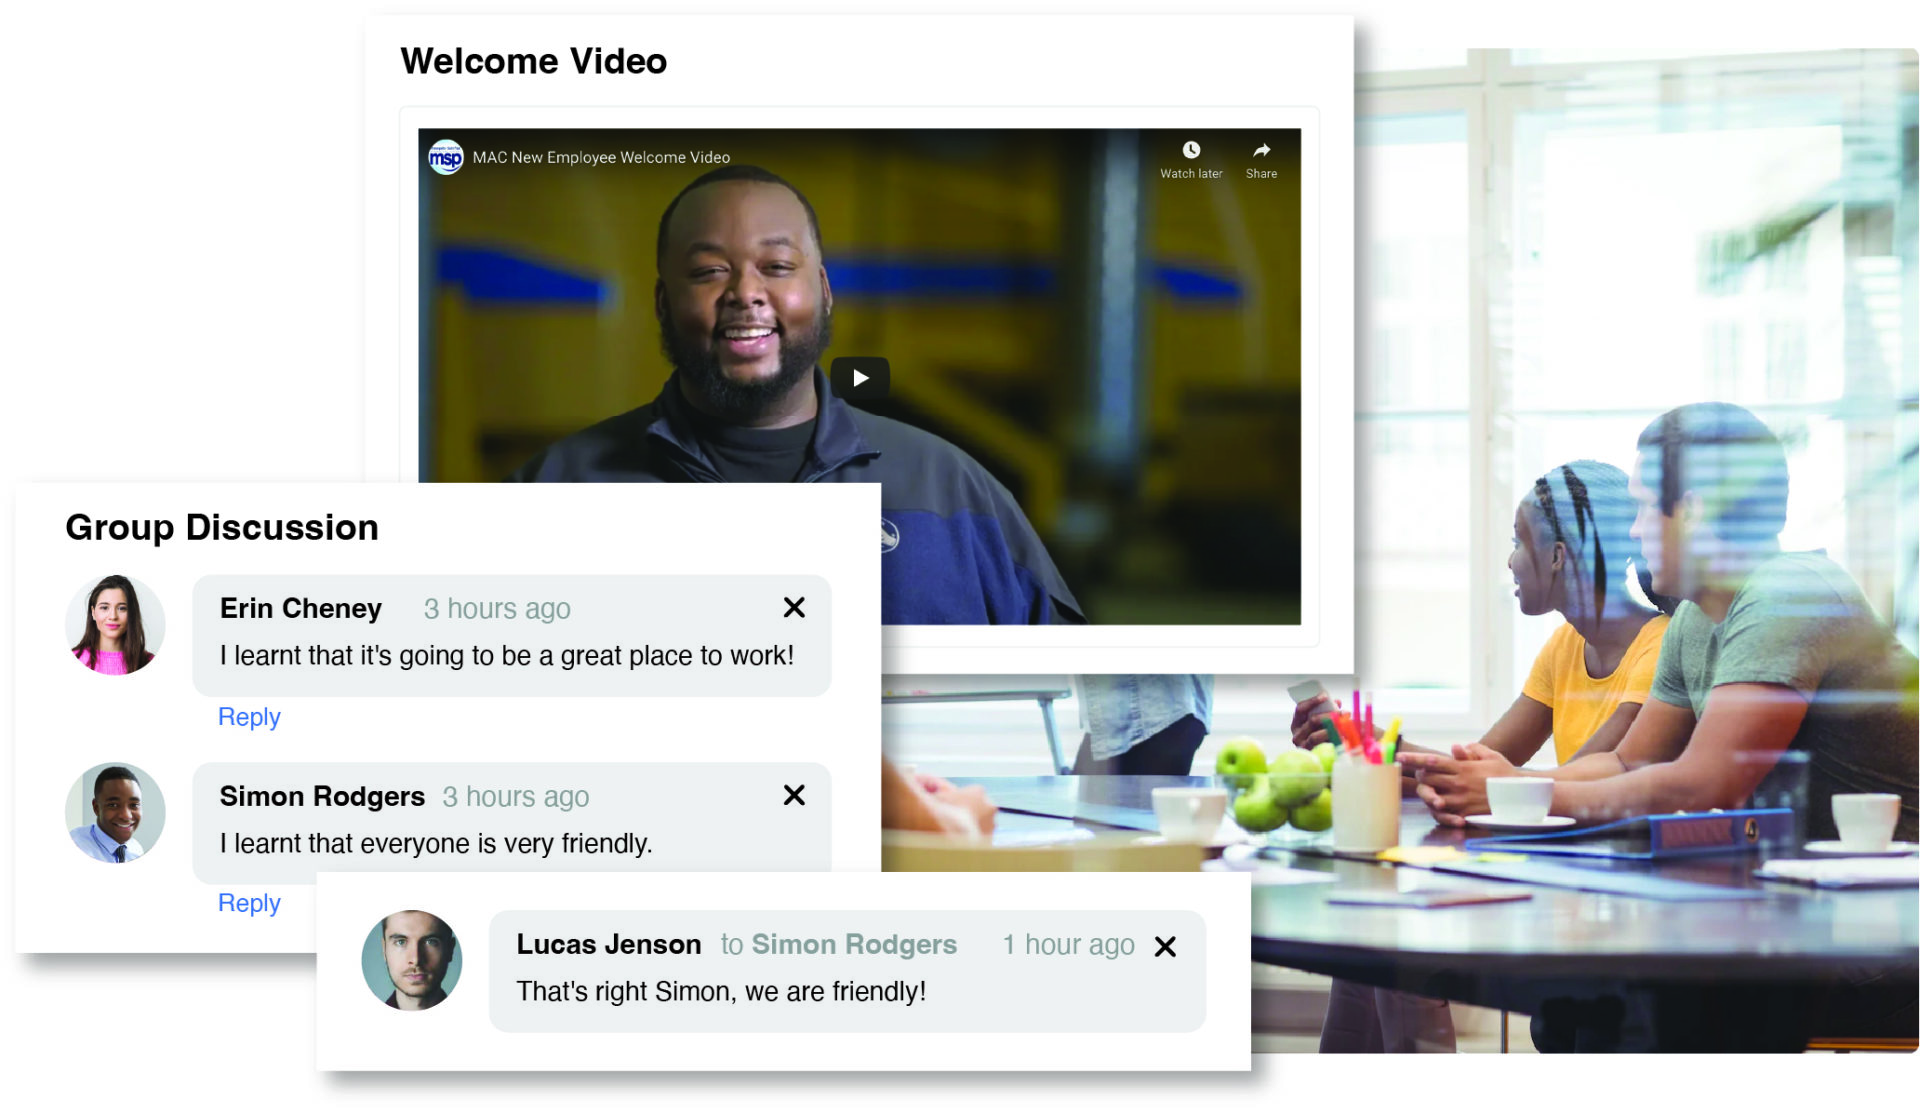 Welcome Video
msp
MAC New Employee Welcome Video
Watch later
Share
Group Discussion
Erin Cheney 3 hours ago
I learnt that it's going to be a great place to work!
Reply
Simon Rodgers 3 hours ago
I learnt that everyone is very friendly.
Reply
Lucas Jenson to Simon Rodgers 1 hour ago
That's right Simon, we are friendly!